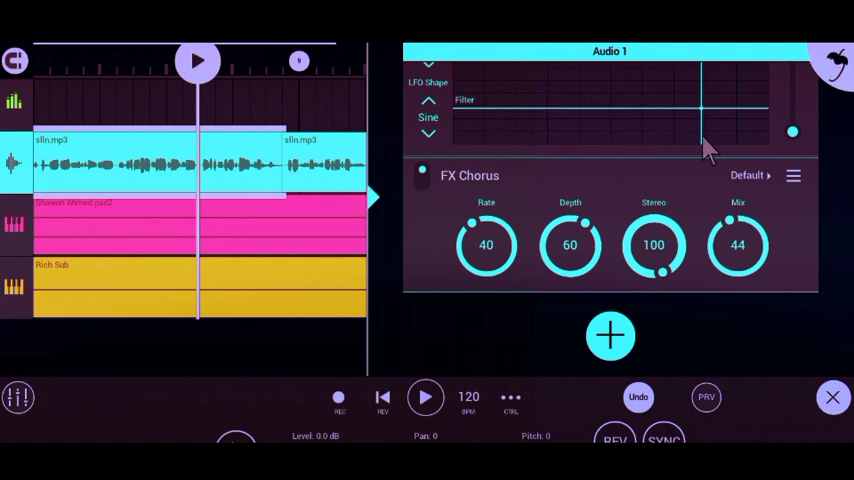 Audio 1
9
LFO Shape
Filter
Sine
slln.mp3
slln.mp3
FX Chorus
Default
Shawon Ahmed pad2
Rate
Depth
Stereo
Mix
40
60
100
44
Rich Sub
120
Undo
PRV
REC
REV
BPM
CTRL
Level: 0.0 dB
Pan: 0
Pitch: 0
REV
SYNC